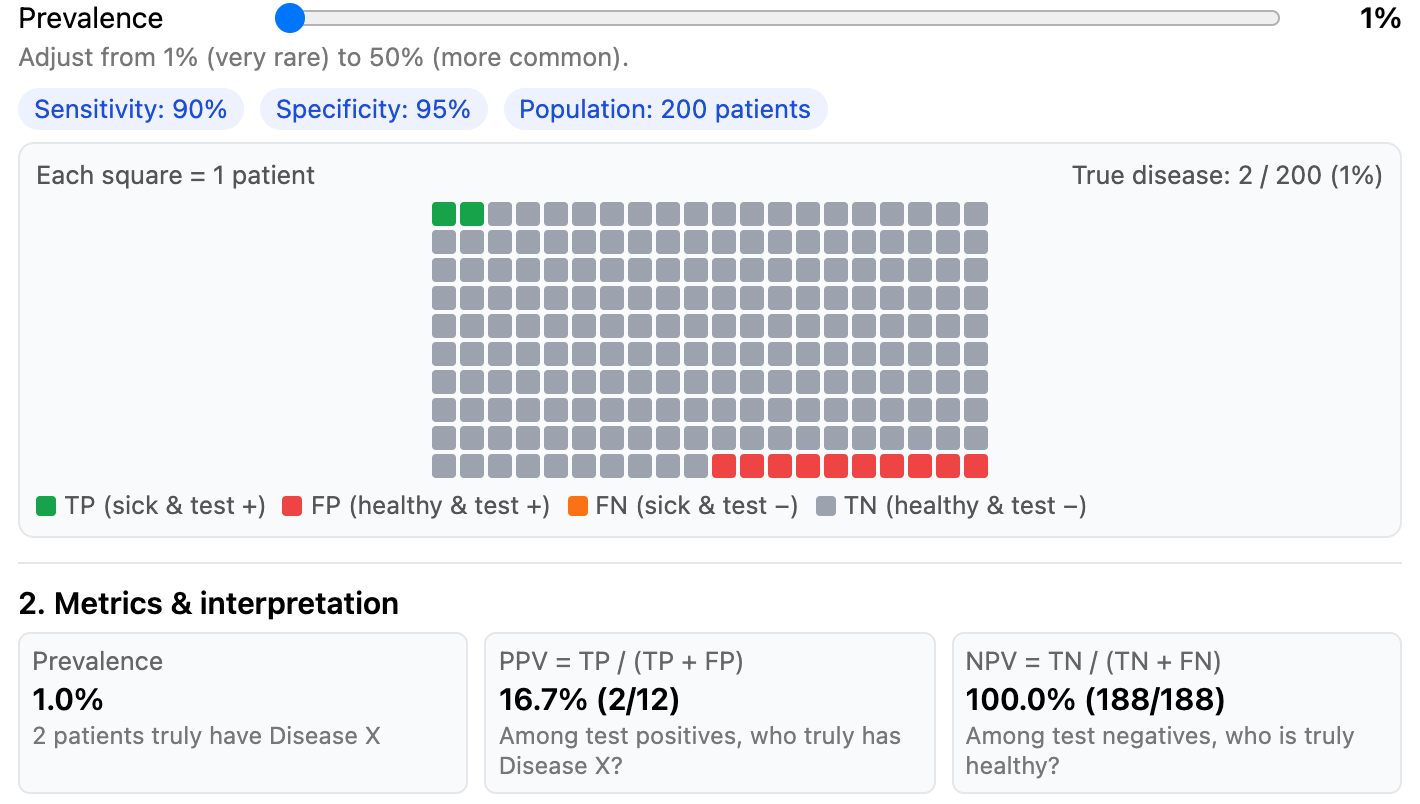 Prevalence 1%
Adjust from 1% (very rare) to 50% (more common).
Sensitivity: 90% Specificity: 95% Population: 200 patients
Each square = 1 patient True disease: 2 / 200 (1%)
TP (sick & test +) FP (healthy & test +) FN (sick & test −) TN (healthy & test −)
2. Metrics & interpretation
Prevalence
1.0%
2 patients truly have Disease X
PPV = TP / (TP + FP)
16.7% (2/12)
Among test positives, who truly has
Disease X?
NPV = TN / (TN + FN)
100.0% (188/188)
Among test negatives, who is truly
healthy?